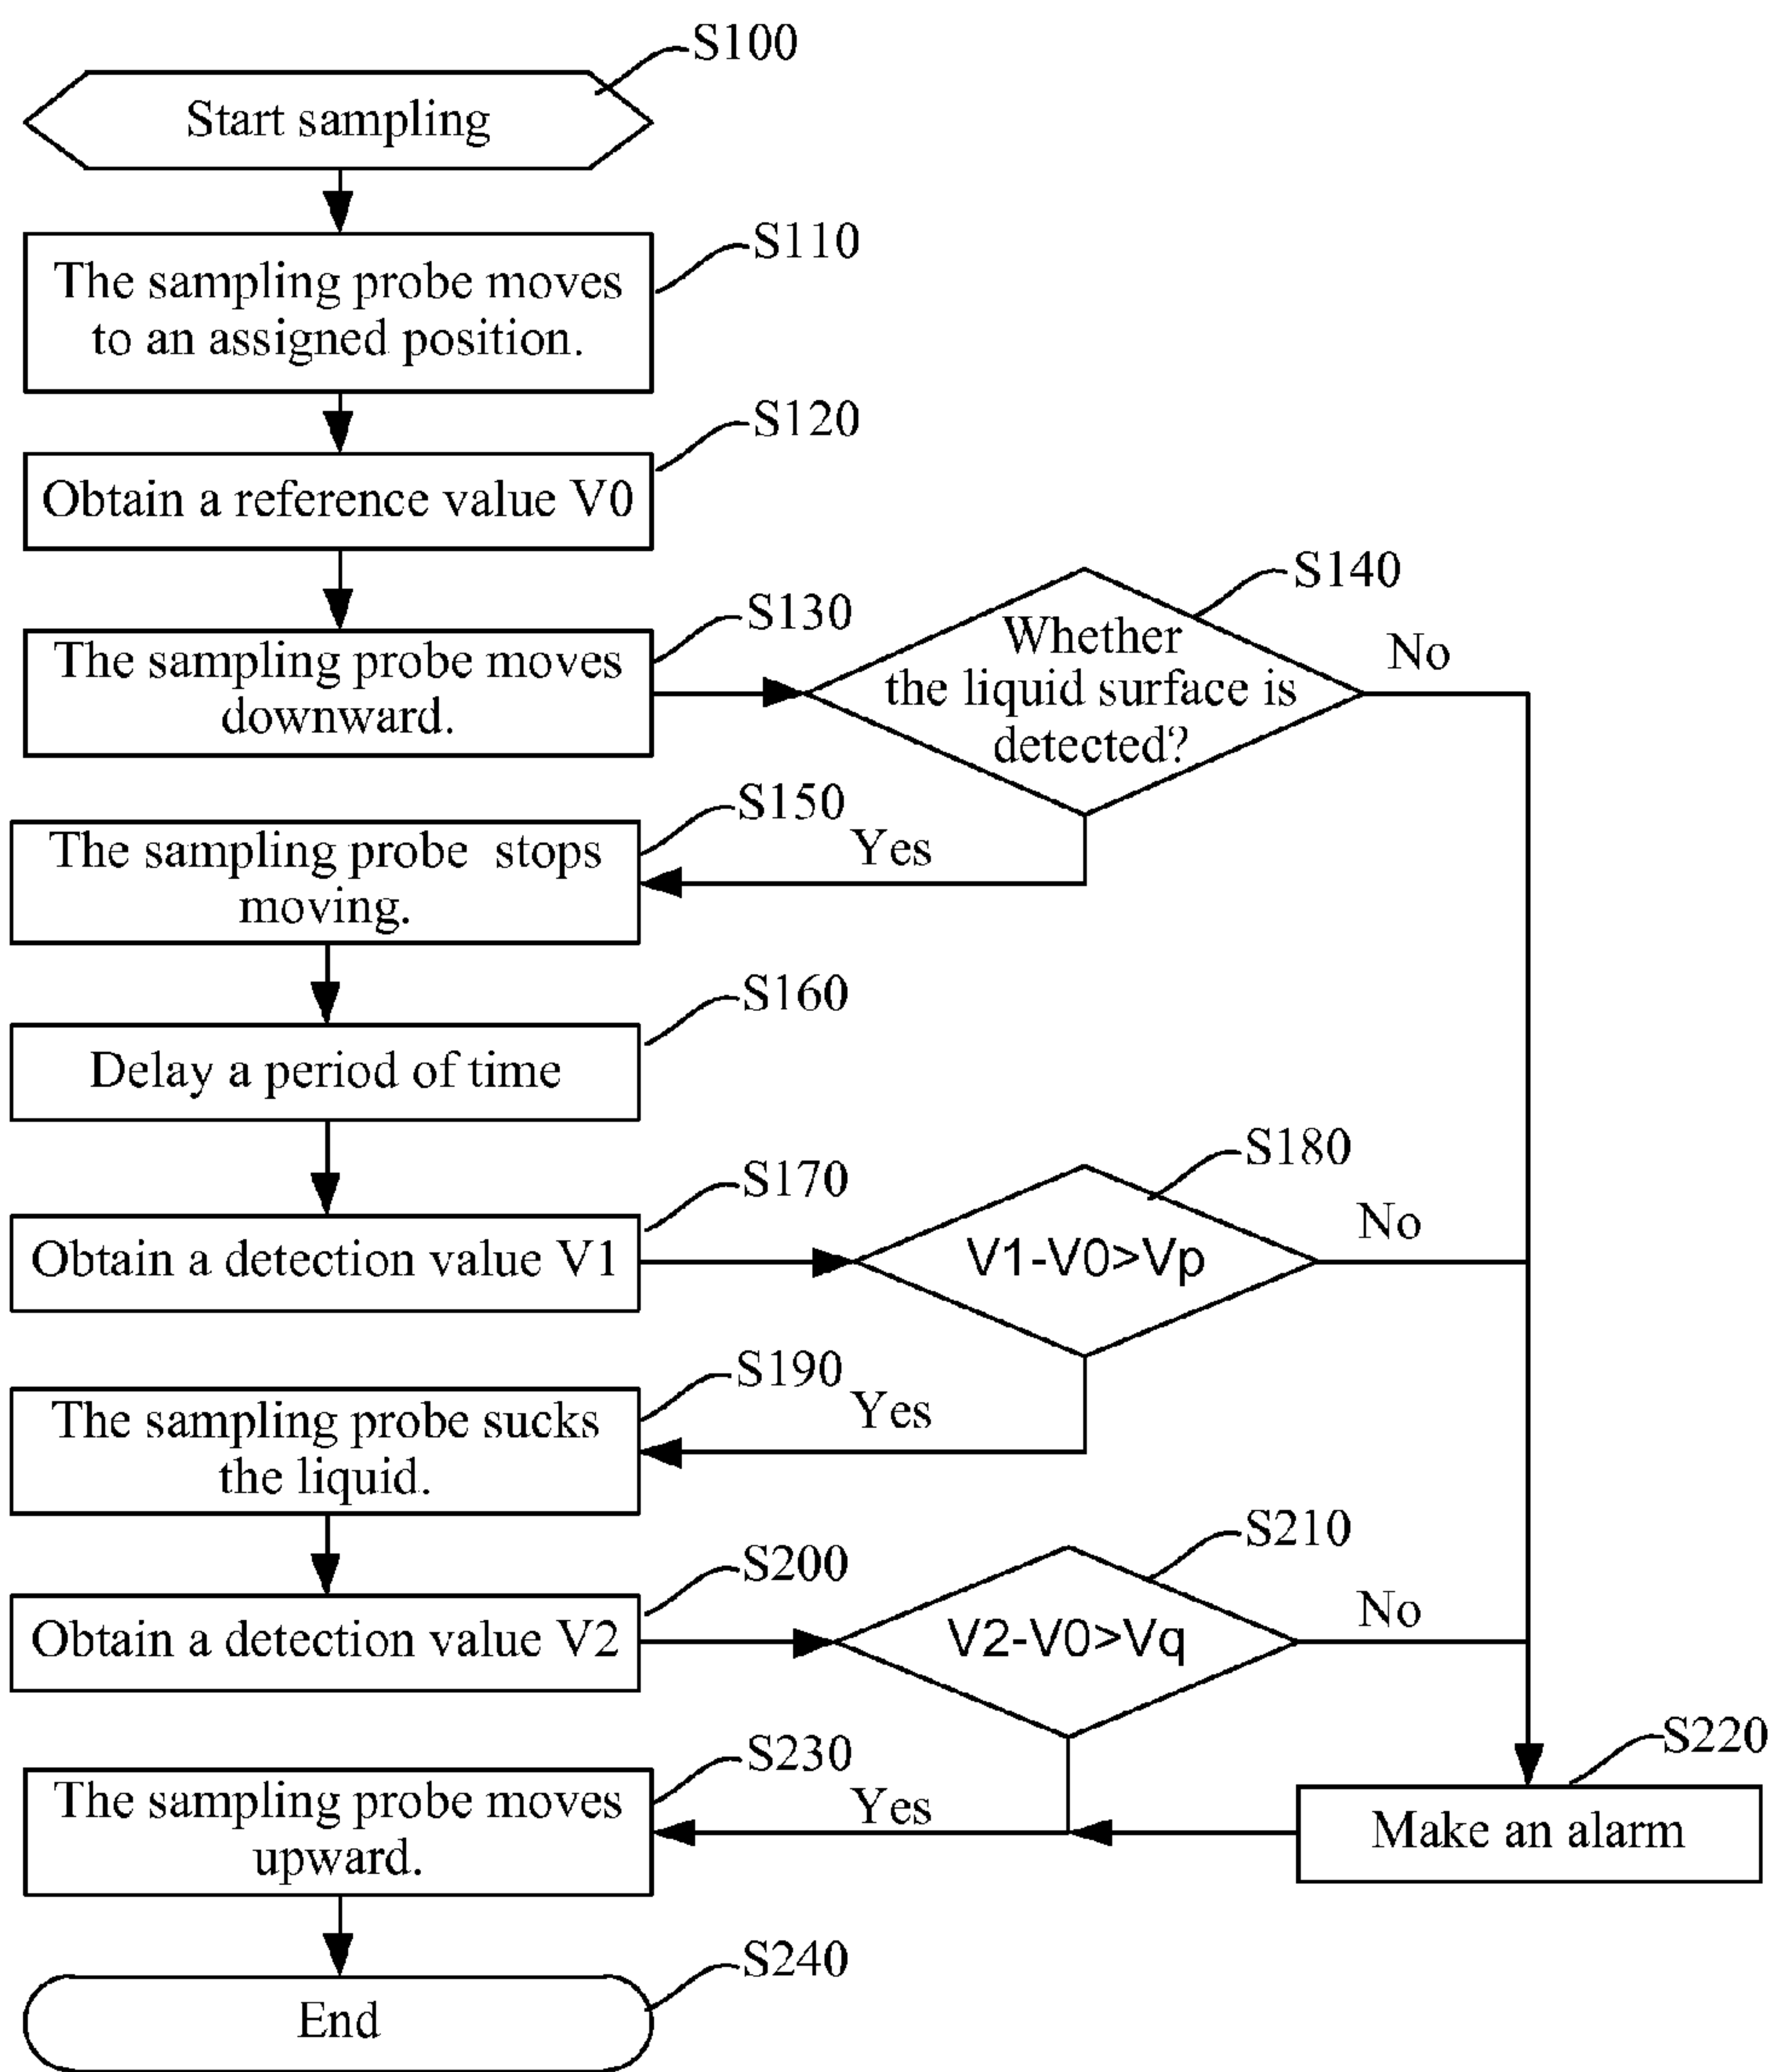 S100
Start sampling
S110
The sampling probe moves
to an assigned position.
S120
Obtain a reference value V0
S130
The sampling probe moves
downward.
S140
Whether
the liquid surface is
detected?
No
Yes
S150
The sampling probe stops
moving.
S160
Delay a period of time
S170
Obtain a detection value V1
S180
V1-V0>Vp
No
Yes
S190
The sampling probe sucks
the liquid.
S200
Obtain a detection value V2
S210
V2-V0>Vq
No
Yes
S220
Make an alarm
S230
The sampling probe moves
upward.
S240
End